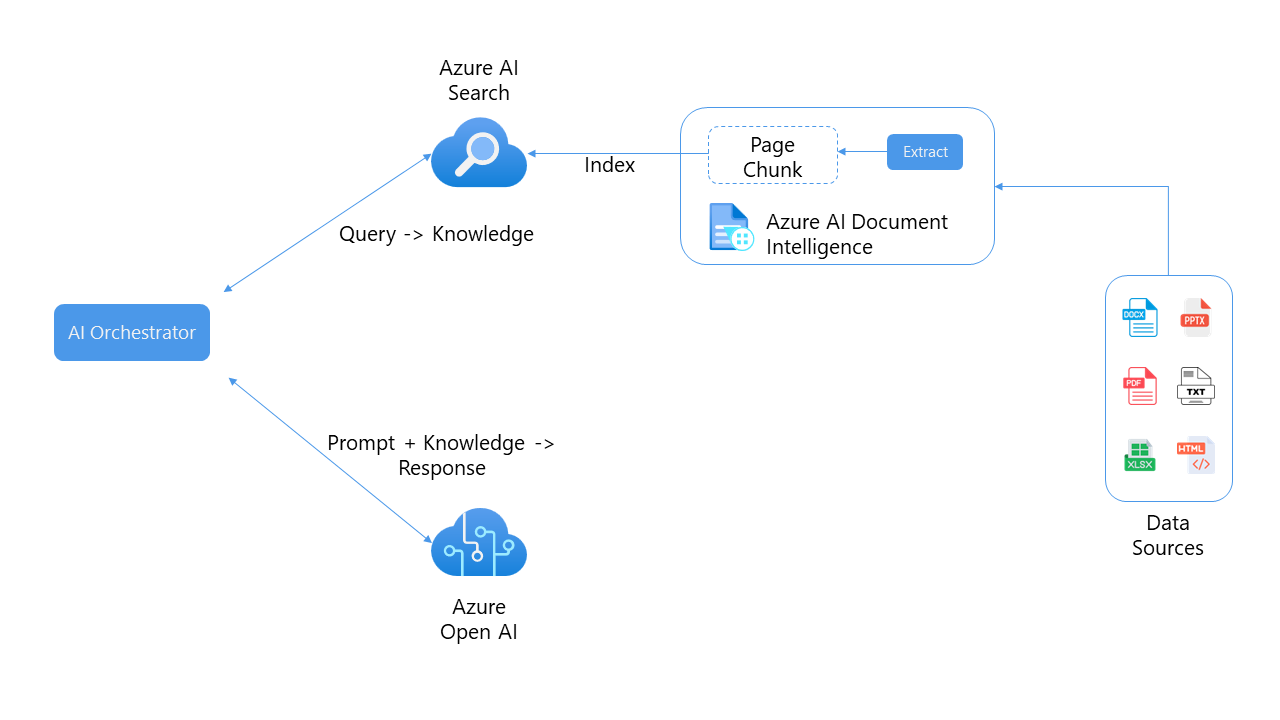 Azure AI
Search
Index
Page
Chunk
Extract
Azure AI Document
Intelligence
Query -> Knowledge
AI Orchestrator
DOCX
PPTX
PDF
TXT
XLSX
HTML
</>
Data
Sources
Prompt + Knowledge ->
Response
Azure
Open AI